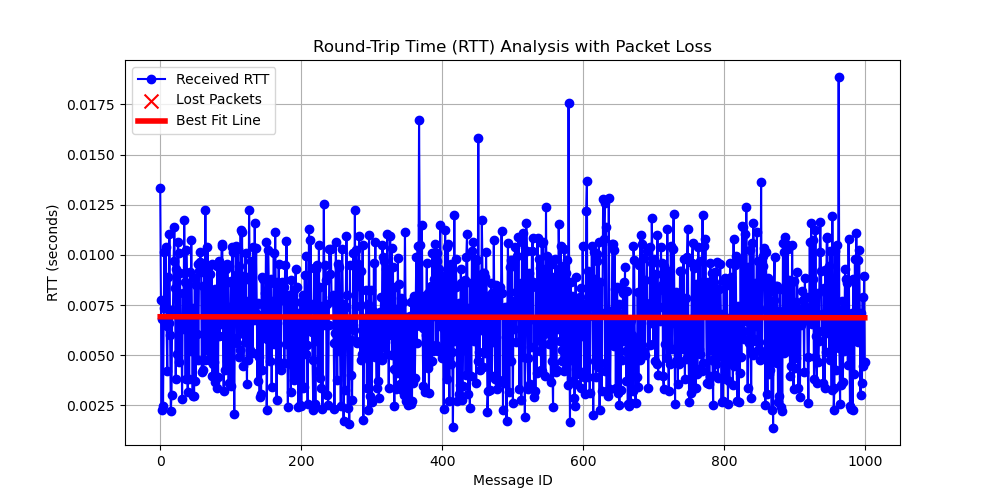 Round-Trip Time (RTT) Analysis with Packet Loss
Received RTT
Lost Packets
Best Fit Line
RTT (seconds)
0.0175
0.0150
0.0125
0.0100
0.0075
0.0050
0.0025
0 200 400 600 800 1000
Message ID